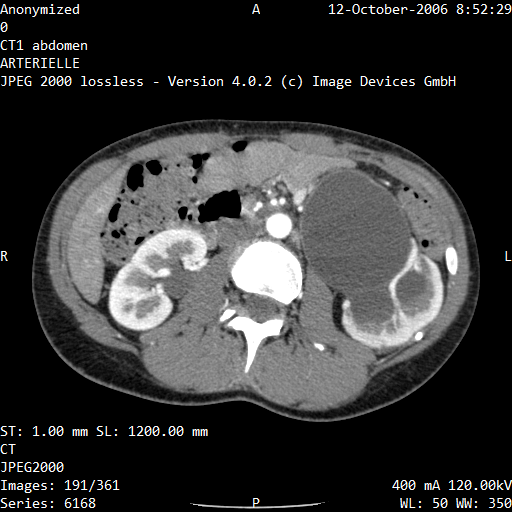 Anonymized A 12-October-2006 8:52:29
0
CT1 abdomen
ARTERIELLE
JPEG 2000 lossless - Version 4.0.2 (c) Image Devices GmbH
R L
ST: 1.00 mm SL: 1200.00 mm
CT
JPEG2000
Images: 191/361 400 mA 120.00kV
Series: 6168 P WL: 50 WW: 350